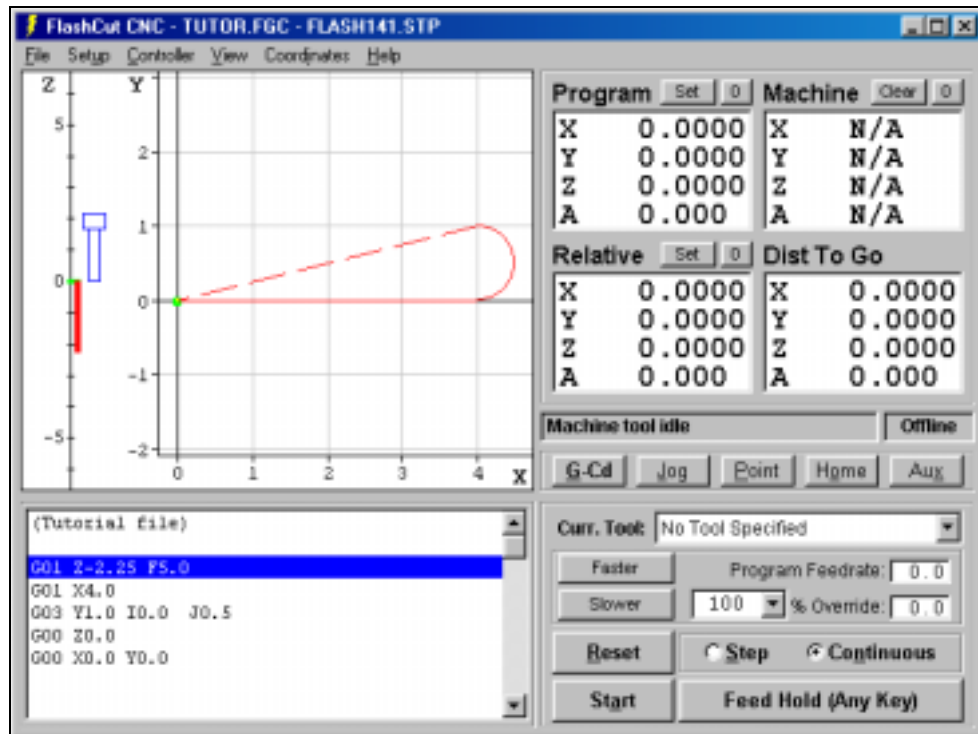 FlashCut CNC - TUTOR.FGC - FLASH141.STP
File Setup Controller View Coordinates Help
Z
5
0
-5
Y
2
1
0
-1
-2
0 1 2 3 4 X
Program Set 0
X 0.0000
Y 0.0000
Z 0.0000
A 0.000
Machine Clear 0
X N/A
Y N/A
Z N/A
A N/A
Relative Set 0
X 0.0000
Y 0.0000
Z 0.0000
A 0.000
Dist To Go
X 0.0000
Y 0.0000
Z 0.0000
A 0.000
Machine tool idle Offline
G-Cd Jog Point Home Aux
(Tutorial file)
G01 Z-2.25 F5.0
G01 X4.0
G03 Y1.0 I0.0 J0.5
G00 Z0.0
G00 X0.0 Y0.0
Curr. Tool: No Tool Specified
Faster Program Feedrate: 0.0
Slower 100 % Override: 0.0
Reset Step Continuous
Start Feed Hold (Any Key)